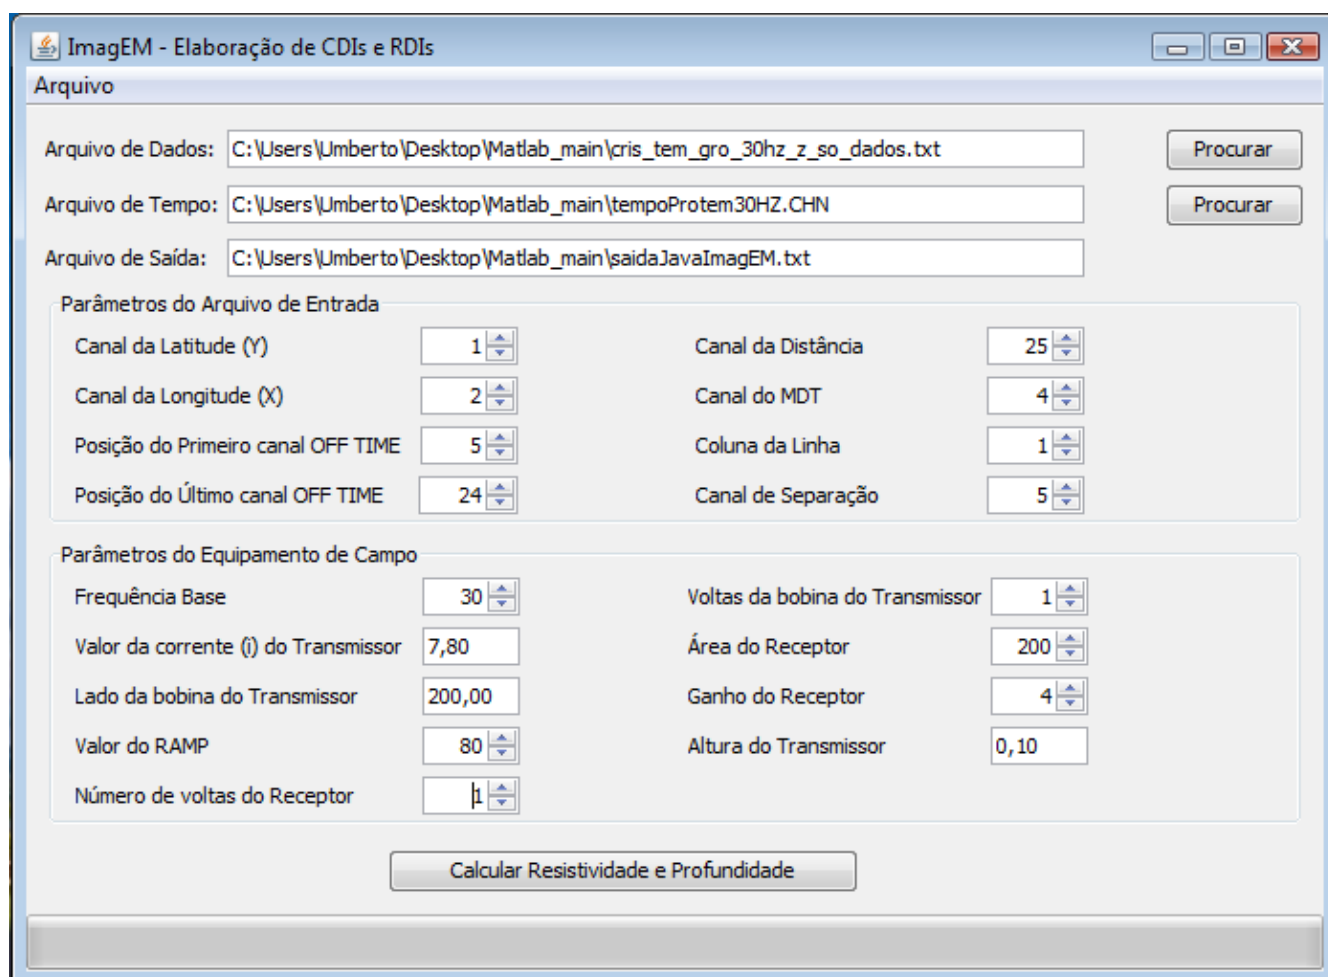 ImagEM - Elaboração de CDIs e RDIs
Arquivo
Arquivo de Dados: C:\Users\Umberto\Desktop\Matlab_main\cris_tem_gro_30hz_z_so_dados.txt Procurar
Arquivo de Tempo: C:\Users\Umberto\Desktop\Matlab_main\tempoProtem30HZ.CHN Procurar
Arquivo de Saída: C:\Users\Umberto\Desktop\Matlab_main\saidaJavaImagEM.txt
Parâmetros do Arquivo de Entrada
Canal da Latitude (Y) 1 Canal da Distância 25
Canal da Longitude (X) 2 Canal do MDT 4
Posição do Primeiro canal OFF TIME 5 Coluna da Linha 1
Posição do Último canal OFF TIME 24 Canal de Separação 5
Parâmetros do Equipamento de Campo
Frequência Base 30 Voltas da bobina do Transmissor 1
Valor da corrente (i) do Transmissor 7,80 Área do Receptor 200
Lado da bobina do Transmissor 200,00 Ganho do Receptor 4
Valor do RAMP 80 Altura do Transmissor 0,10
Número de voltas do Receptor 1
Calcular Resistividade e Profundidade